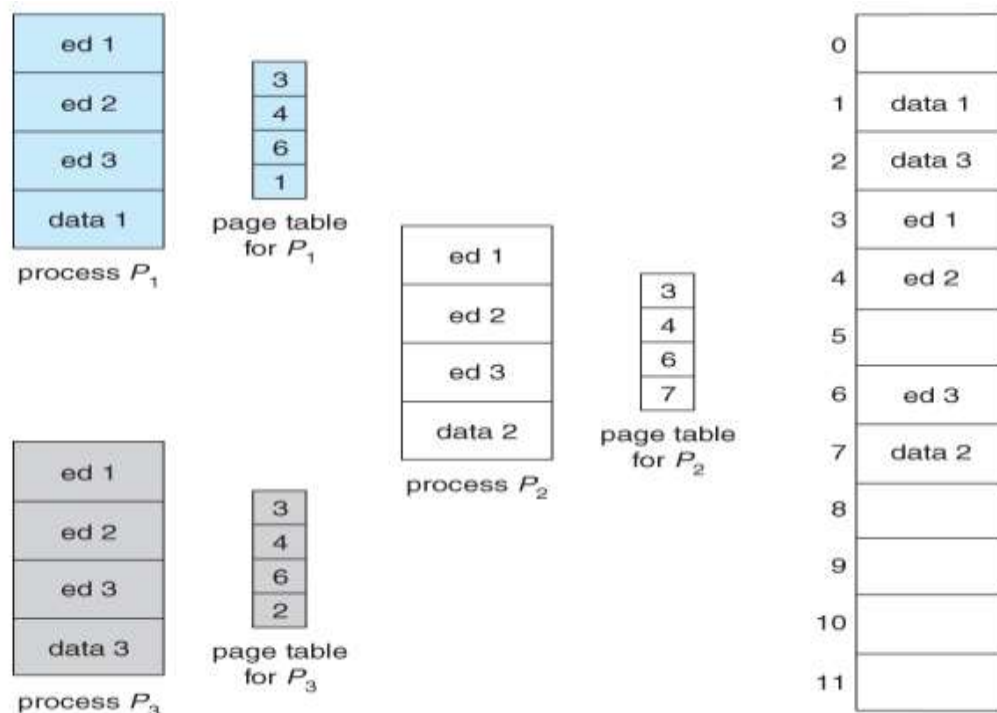 ed 1
ed 2
ed 3
data 1
process P1
3
4
6
1
page table
for P1
ed 1
ed 2
ed 3
data 2
process P2
3
4
6
7
page table
for P2
ed 1
ed 2
ed 3
data 3
process P3
3
4
6
2
page table
for P3
0
1 data 1
2 data 3
3 ed 1
4 ed 2
5
6 ed 3
7 data 2
8
9
10
11